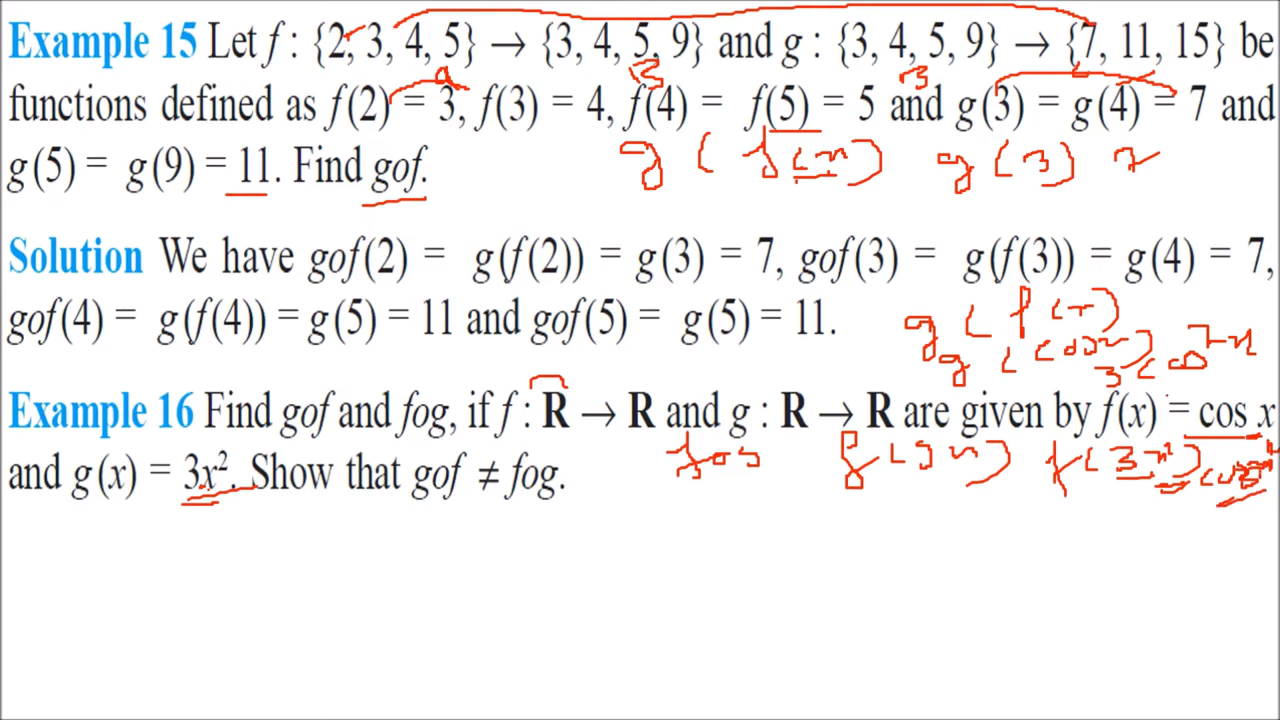 Example 15 Let f : {2, 3, 4, 5} → {3, 4, 5, 9} and g : {3, 4, 5, 9} → {7, 11, 15} be
functions defined as f(2) = 3, f(3) = 4, f(4) = f(5) = 5 and g(3) = g(4) = 7 and
g(5) = g(9) = 11. Find gof.
g ( f(x) ) g(3) 7
Solution We have gof(2) = g(f(2)) = g(3) = 7, gof(3) = g(f(3)) = g(4) = 7,
gof(4) = g(f(4)) = g(5) = 11 and gof(5) = g(5) = 11.
g ( f(x)
Example 16 Find gof and fog, if f : R → R and g : R → R are given by f(x) = cos x
and g(x) = 3x². Show that gof ≠ fog.
fog f(3x²)